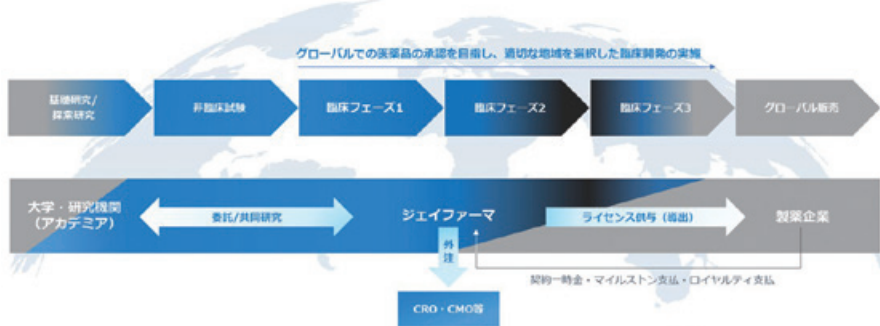 グローバルでの医薬品の承認を目指し、適切な地域を選択した臨床開発の実施
基礎研究/
探索研究
非臨床試験
臨床フェーズ1
臨床フェーズ2
臨床フェーズ3
グローバル販売
大学・研究機関
（アカデミア）
委託/共同研究
ジェイファーマ
ライセンス供与（導出）
製薬企業
外注
契約一時金・マイルストン支払・ロイヤルティ支払
CRO・CMO等